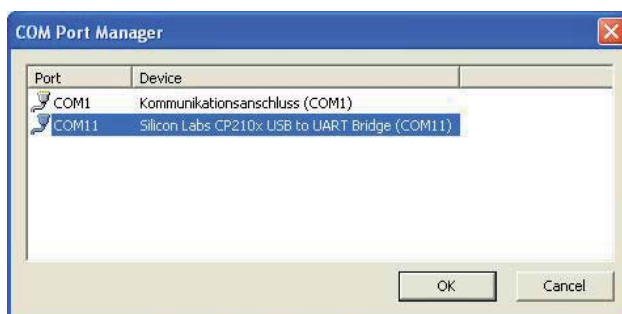 COM Port Manager
Port Device
COM1 Kommunikationsanschluss (COM1)
COM11 Silicon Labs CP210x USB to UART Bridge (COM11)
OK Cancel